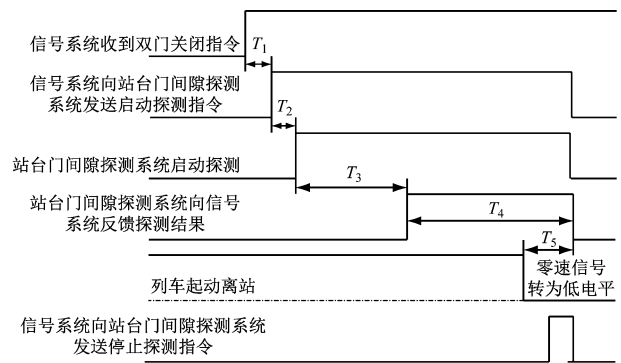 信号系统收到双门关闭指令
T1
信号系统向站台门间隙探测
系统发送启动探测指令
T2
站台门间隙探测系统启动探测
T3
站台门间隙探测系统向信号
系统反馈探测结果
T4
T5
列车起动离站
零速信号
转为低电平
信号系统向站台门间隙探测系统
发送停止探测指令